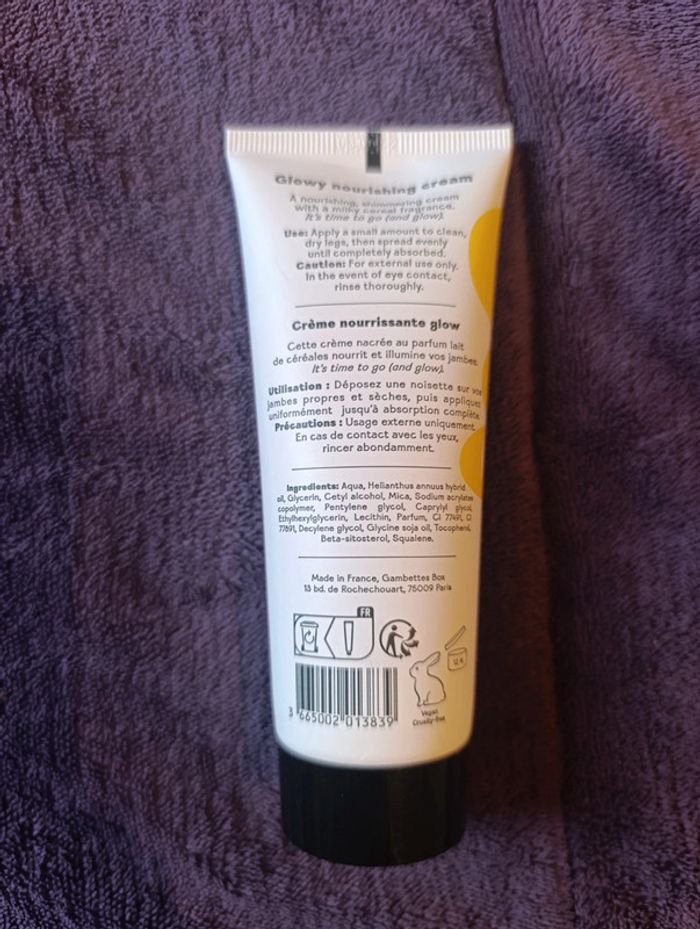 Glowy nourishing cream
A nourishing, shimmering cream
with a milky cereal fragrance.
It's time to go (and glow).
Use: Apply a small amount to clean,
dry legs, then spread evenly
until completely absorbed.
Caution: For external use only.
In the event of eye contact,
rinse thoroughly.
Crème nourrissante glow
Cette crème nacrée au parfum lait
de céréales nourrit et illumine vos jambes.
It's time to go (and glow).
Utilisation : Déposez une noisette sur vos
jambes propres et sèches, puis appliquez
uniformément jusqu'à absorption complète.
Précautions : Usage externe uniquement.
En cas de contact avec les yeux,
rincer abondamment.
Ingredients: Aqua, Helianthus annuus hybrid
oil, Glycerin, Cetyl alcohol, Mica, Sodium acrylates
copolymer, Pentylene glycol, Caprylyl glycol,
Ethylhexylglycerin, Lecithin, Parfum, CI 77491, CI
77891, Decylene glycol, Glycine soja oil, Tocopherol,
Beta-sitosterol, Squalene.
Made in France, Gambettes Box
13 bd. de Rochechouart, 75009 Paris
FR
12 M
3 665002 013839
Vegan
Cruelty-free